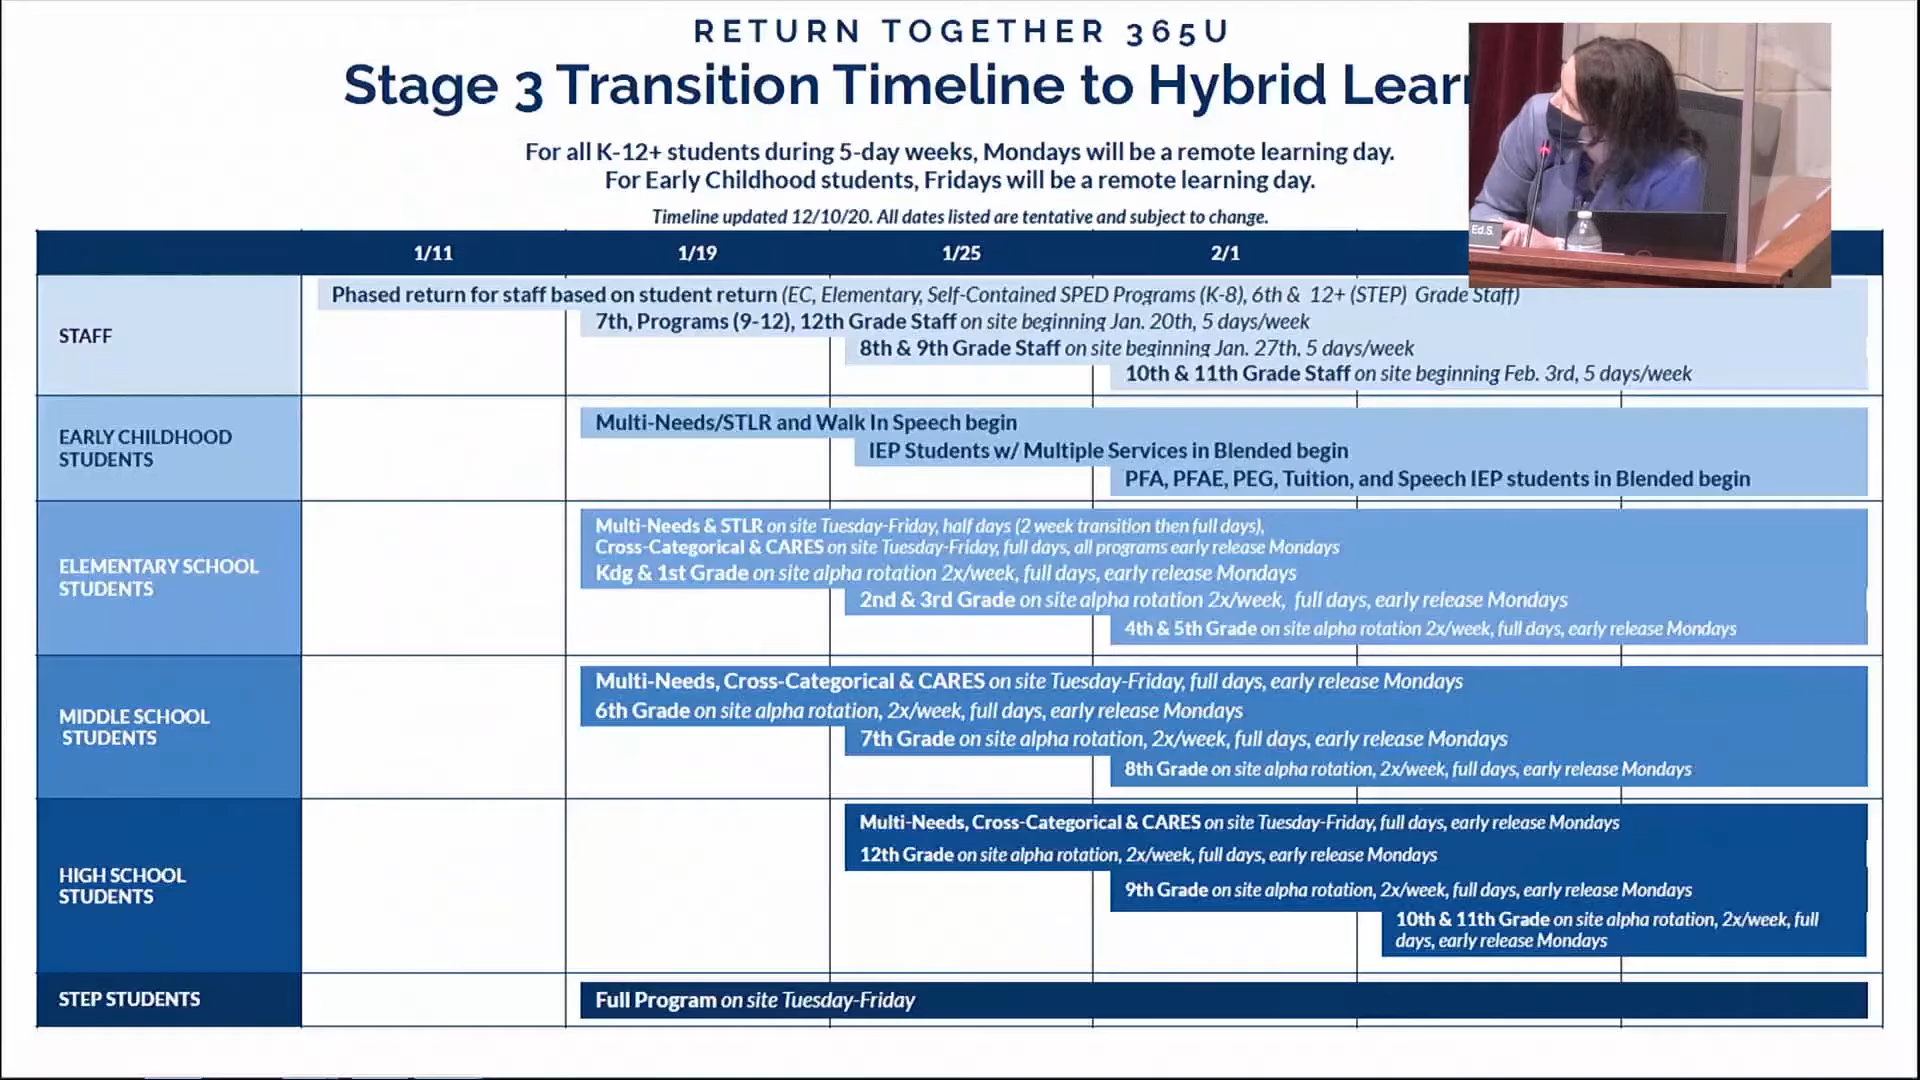 RETURN TOGETHER 365U
Stage 3 Transition Timeline to Hybrid Lear
For all K-12+ students during 5-day weeks, Mondays will be a remote learning day.
For Early Childhood students, Fridays will be a remote learning day.
Timeline updated 12/10/20. All dates listed are tentative and subject to change.
Ed.S.
1/11 1/19 1/25 2/1
STAFF
Phased return for staff based on student return (EC, Elementary, Self-Contained SPED Programs (K-8), 6th & 12+ (STEP) Grade Staff)
7th, Programs (9-12), 12th Grade Staff on site beginning Jan. 20th, 5 days/week
8th & 9th Grade Staff on site beginning Jan. 27th, 5 days/week
10th & 11th Grade Staff on site beginning Feb. 3rd, 5 days/week
EARLY CHILDHOOD
STUDENTS
Multi-Needs/STLR and Walk In Speech begin
IEP Students w/ Multiple Services in Blended begin
PFA, PFAE, PEG, Tuition, and Speech IEP students in Blended begin
ELEMENTARY SCHOOL
STUDENTS
Multi-Needs & STLR on site Tuesday-Friday, half days (2 week transition then full days),
Cross-Categorical & CARES on site Tuesday-Friday, full days, all programs early release Mondays
Kdg & 1st Grade on site alpha rotation 2x/week, full days, early release Mondays
2nd & 3rd Grade on site alpha rotation 2x/week, full days, early release Mondays
4th & 5th Grade on site alpha rotation 2x/week, full days, early release Mondays
MIDDLE SCHOOL
STUDENTS
Multi-Needs, Cross-Categorical & CARES on site Tuesday-Friday, full days, early release Mondays
6th Grade on site alpha rotation, 2x/week, full days, early release Mondays
7th Grade on site alpha rotation, 2x/week, full days, early release Mondays
8th Grade on site alpha rotation, 2x/week, full days, early release Mondays
HIGH SCHOOL
STUDENTS
Multi-Needs, Cross-Categorical & CARES on site Tuesday-Friday, full days, early release Mondays
12th Grade on site alpha rotation, 2x/week, full days, early release Mondays
9th Grade on site alpha rotation, 2x/week, full days, early release Mondays
10th & 11th Grade on site alpha rotation, 2x/week, full
days, early release Mondays
STEP STUDENTS
Full Program on site Tuesday-Friday